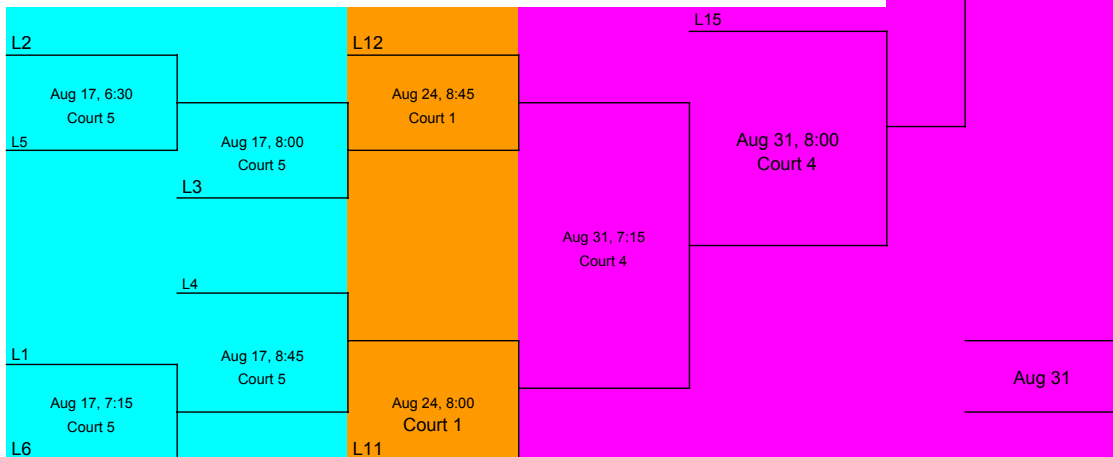 L15
L2
L12
Aug 17, 6:30
Court 5
Aug 24, 8:45
Court 1
L5
Aug 17, 8:00
Court 5
Aug 31, 8:00
Court 4
L3
Aug 31, 7:15
Court 4
L4
L1
Aug 17, 8:45
Court 5
Aug 31
Aug 17, 7:15
Court 5
Aug 24, 8:00
Court 1
L6
L11